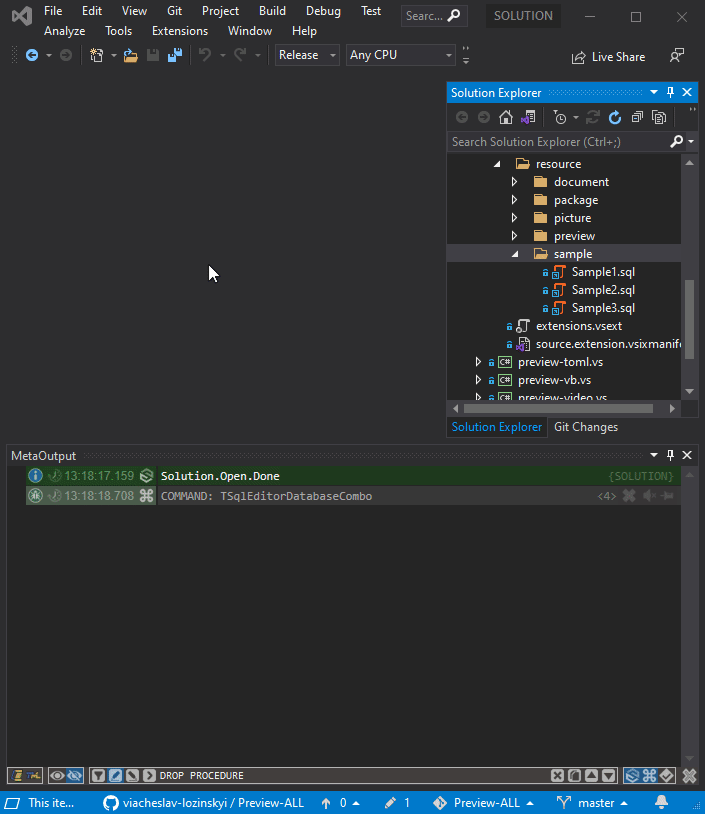 File Edit View Git Project Build Debug Test Searc... SOLUTION
Analyze Tools Extensions Window Help
Release Any CPU Live Share
Solution Explorer
Search Solution Explorer (Ctrl+;)
resource
document
package
picture
preview
sample
Sample1.sql
Sample2.sql
Sample3.sql
extensions.vsext
source.extension.vsixmanife
C# preview-toml.vs
C# preview-vb.vs
C# preview-video.vs
Solution Explorer Git Changes
MetaOutput
13:18:17.159 Solution.Open.Done {SOLUTION}
13:18:18.708 COMMAND: TSqlEditorDatabaseCombo <4>
DROP PROCEDURE
This ite... viacheslav-lozinskyi / Preview-ALL 0 1 Preview-ALL master